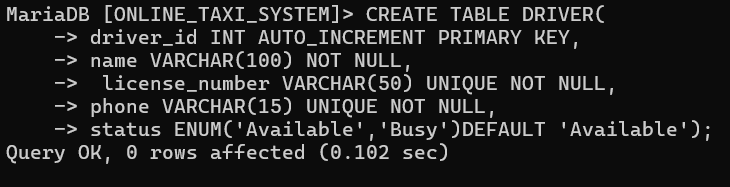 MariaDB [ONLINE_TAXI_SYSTEM]> CREATE TABLE DRIVER(
    -> driver_id INT AUTO_INCREMENT PRIMARY KEY,
    -> name VARCHAR(100) NOT NULL,
    ->  license_number VARCHAR(50) UNIQUE NOT NULL,
    -> phone VARCHAR(15) UNIQUE NOT NULL,
    -> status ENUM('Available','Busy')DEFAULT 'Available');
Query OK, 0 rows affected (0.102 sec)